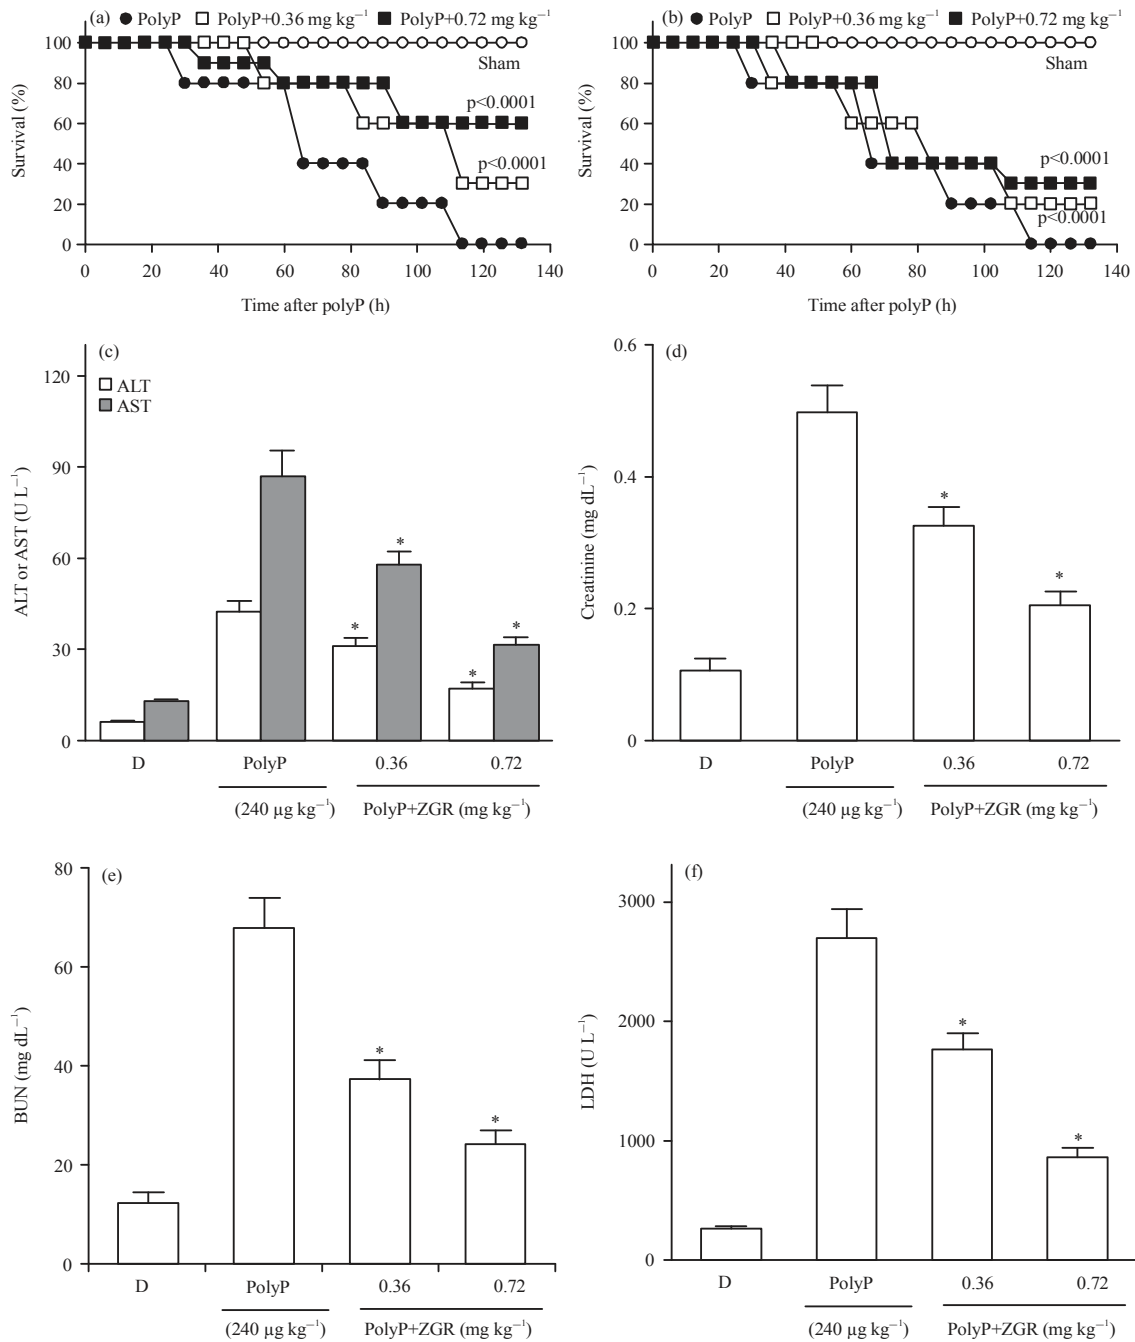 (a) PolyP PolyP+0.36 mg kg⁻¹ PolyP+0.72 mg kg⁻¹
100
80
60
40
20
0
Survival (%)
Sham
p<0.0001
p<0.0001
0 20 40 60 80 100 120 140
Time after polyP (h)
(b) PolyP PolyP+0.36 mg kg⁻¹ PolyP+0.72 mg kg⁻¹
100
80
60
40
20
0
Survival (%)
Sham
p<0.0001
p<0.0001
0 20 40 60 80 100 120 140
Time after polyP (h)
(c)
ALT
AST
120
90
60
30
0
ALT or AST (U L⁻¹)
* * * *
D PolyP 0.36 0.72
(240 µg kg⁻¹) PolyP+ZGR (mg kg⁻¹)
(d)
0.6
0.4
0.2
0
Creatinine (mg dL⁻¹)
* *
D PolyP 0.36 0.72
(240 µg kg⁻¹) PolyP+ZGR (mg kg⁻¹)
(e)
80
60
40
20
0
BUN (mg dL⁻¹)
* *
D PolyP 0.36 0.72
(240 µg kg⁻¹) PolyP+ZGR (mg kg⁻¹)
(f)
3000
2000
1000
0
LDH (U L⁻¹)
* *
D PolyP 0.36 0.72
(240 µg kg⁻¹) PolyP+ZGR (mg kg⁻¹)